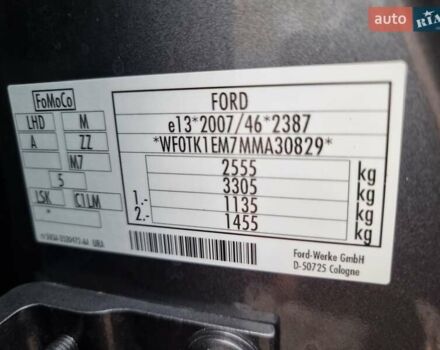 auto
RIA
FoMoCo
LHD M
A ZZ
M7
5
LSK C1LM
*
FORD
e13*2007/46*2387
*WF0TK1EM7MMA30829*
2555 kg
3305 kg
1.- 1135 kg
2.- 1455 kg
Ford-Werke GmbH
D-50725 Cologne